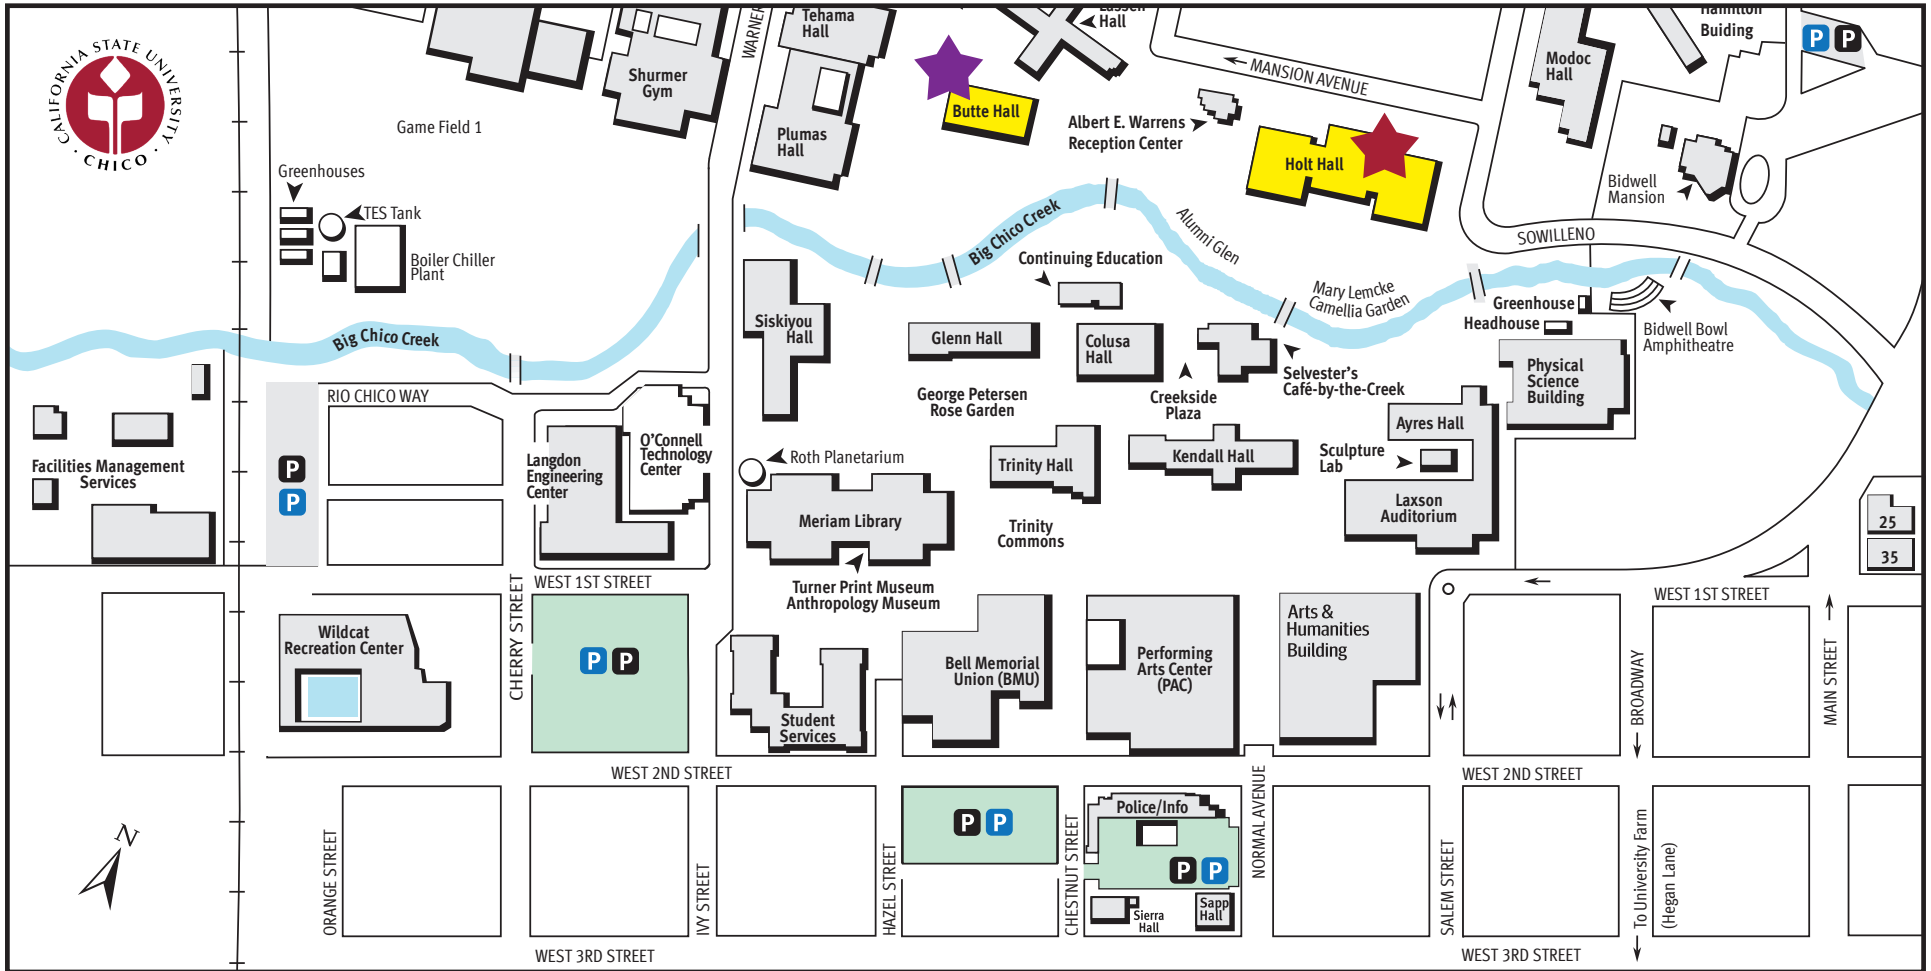 CALIFORNIA STATE UNIVERSITY
· CHICO ·
Tehama
Hall
WARNER
Lassen
Hall
Hamilton
Buiding
P P
Shurmer
Gym
Game Field 1
Plumas
Hall
Butte Hall
MANSION AVENUE
Modoc
Hall
Albert E. Warrens
Reception Center
Holt Hall
Bidwell
Mansion
Greenhouses
TES Tank
Boiler Chiller
Plant
Big Chico Creek
Alumni Glen
SOWILLENO
Continuing Education
Mary Lemcke
Camellia Garden
Greenhouse
Headhouse
Bidwell Bowl
Amphitheatre
Big Chico Creek
Siskiyou
Hall
Glenn Hall
Colusa
Hall
Selvester's
Café-by-the-Creek
Creekside
Plaza
Physical
Science
Building
RIO CHICO WAY
George Petersen
Rose Garden
Ayres Hall
O'Connell
Technology
Center
Langdon
Engineering
Center
Roth Planetarium
Trinity Hall
Kendall Hall
Sculpture
Lab
Facilities Management
Services
P
P
Meriam Library
Trinity
Commons
Laxson
Auditorium
25
35
Turner Print Museum
Anthropology Museum
WEST 1ST STREET
WEST 1ST STREET
CHERRY STREET
Wildcat
Recreation Center
P P
Student
Services
Bell Memorial
Union (BMU)
Performing
Arts Center
(PAC)
Arts &
Humanities
Building
BROADWAY
MAIN STREET
WEST 2ND STREET
WEST 2ND STREET
N
ORANGE STREET
IVY STREET
HAZEL STREET
P P
CHESTNUT STREET
Police/Info
P P
Sierra
Hall
Sapp
Hall
NORMAL AVENUE
SALEM STREET
To University Farm
(Hegan Lane)
WEST 3RD STREET
WEST 3RD STREET